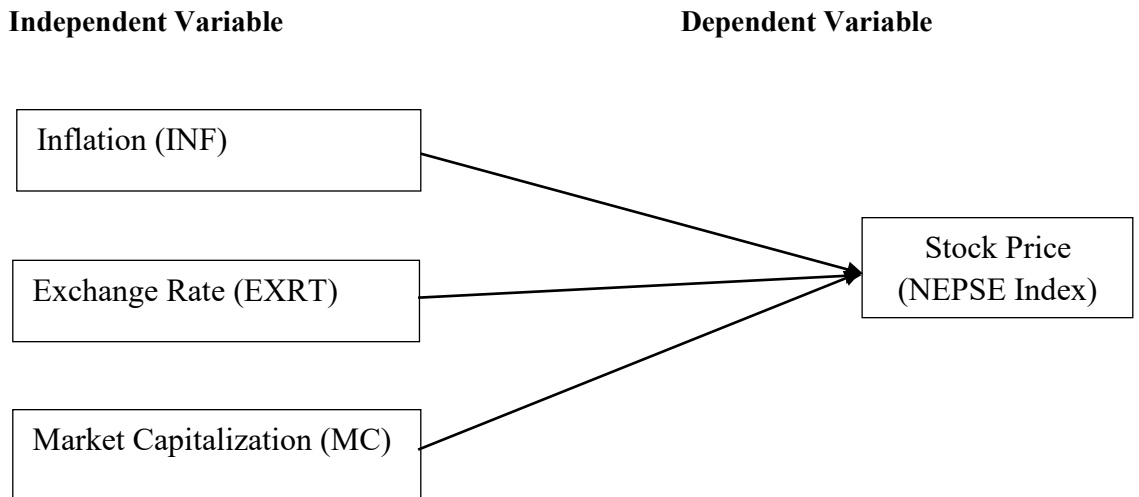 Independent Variable
Dependent Variable
Inflation (INF)
Exchange Rate (EXRT)
Market Capitalization (MC)
Stock Price
(NEPSE Index)